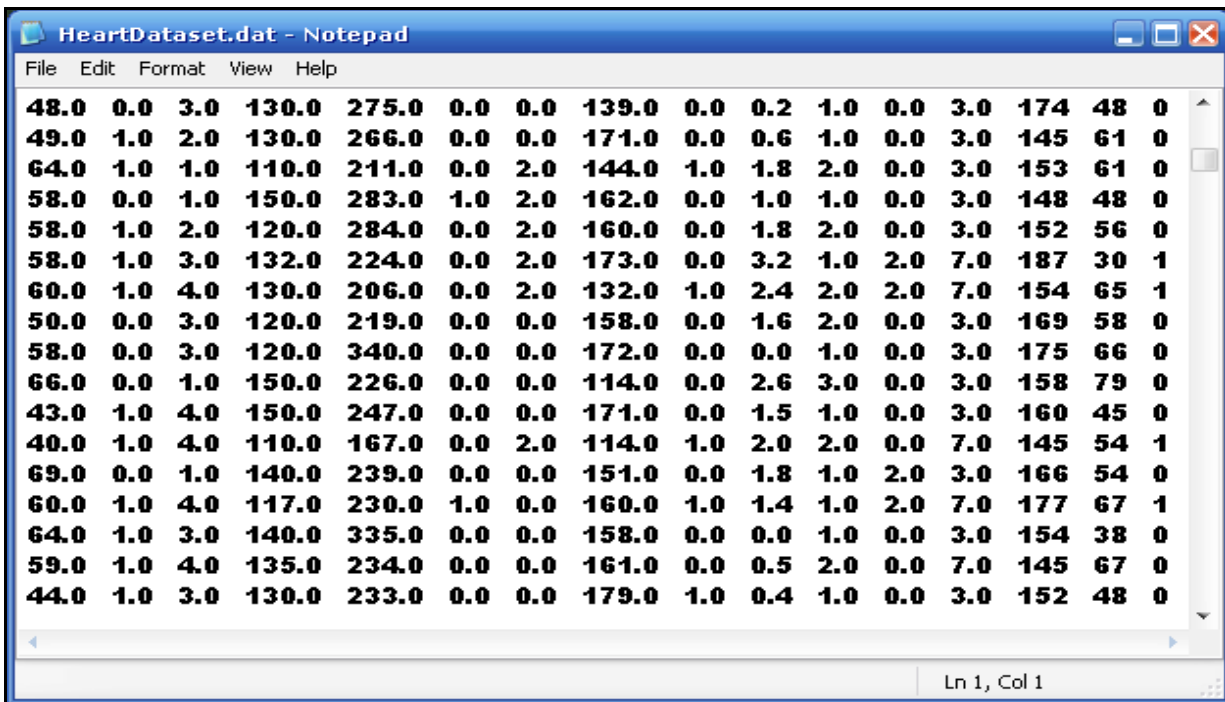 HeartDataset.dat - Notepad
File Edit Format View Help
48.0 0.0 3.0 130.0 275.0 0.0 0.0 139.0 0.0 0.2 1.0 0.0 3.0 174 48 0
49.0 1.0 2.0 130.0 266.0 0.0 0.0 171.0 0.0 0.6 1.0 0.0 3.0 145 61 0
64.0 1.0 1.0 110.0 211.0 0.0 2.0 144.0 1.0 1.8 2.0 0.0 3.0 153 61 0
58.0 0.0 1.0 150.0 283.0 1.0 2.0 162.0 0.0 1.0 1.0 0.0 3.0 148 48 0
58.0 1.0 2.0 120.0 284.0 0.0 2.0 160.0 0.0 1.8 2.0 0.0 3.0 152 56 0
58.0 1.0 3.0 132.0 224.0 0.0 2.0 173.0 0.0 3.2 1.0 2.0 7.0 187 30 1
60.0 1.0 4.0 130.0 206.0 0.0 2.0 132.0 1.0 2.4 2.0 2.0 7.0 154 65 1
50.0 0.0 3.0 120.0 219.0 0.0 0.0 158.0 0.0 1.6 2.0 0.0 3.0 169 58 0
58.0 0.0 3.0 120.0 340.0 0.0 0.0 172.0 0.0 0.0 1.0 0.0 3.0 175 66 0
66.0 0.0 1.0 150.0 226.0 0.0 0.0 114.0 0.0 2.6 3.0 0.0 3.0 158 79 0
43.0 1.0 4.0 150.0 247.0 0.0 0.0 171.0 0.0 1.5 1.0 0.0 3.0 160 45 0
40.0 1.0 4.0 110.0 167.0 0.0 2.0 114.0 1.0 2.0 2.0 0.0 7.0 145 54 1
69.0 0.0 1.0 140.0 239.0 0.0 0.0 151.0 0.0 1.8 1.0 2.0 3.0 166 54 0
60.0 1.0 4.0 117.0 230.0 1.0 0.0 160.0 1.0 1.4 1.0 2.0 7.0 177 67 1
64.0 1.0 3.0 140.0 335.0 0.0 0.0 158.0 0.0 0.0 1.0 0.0 3.0 154 38 0
59.0 1.0 4.0 135.0 234.0 0.0 0.0 161.0 0.0 0.5 2.0 0.0 7.0 145 67 0
44.0 1.0 3.0 130.0 233.0 0.0 0.0 179.0 1.0 0.4 1.0 0.0 3.0 152 48 0
Ln 1, Col 1